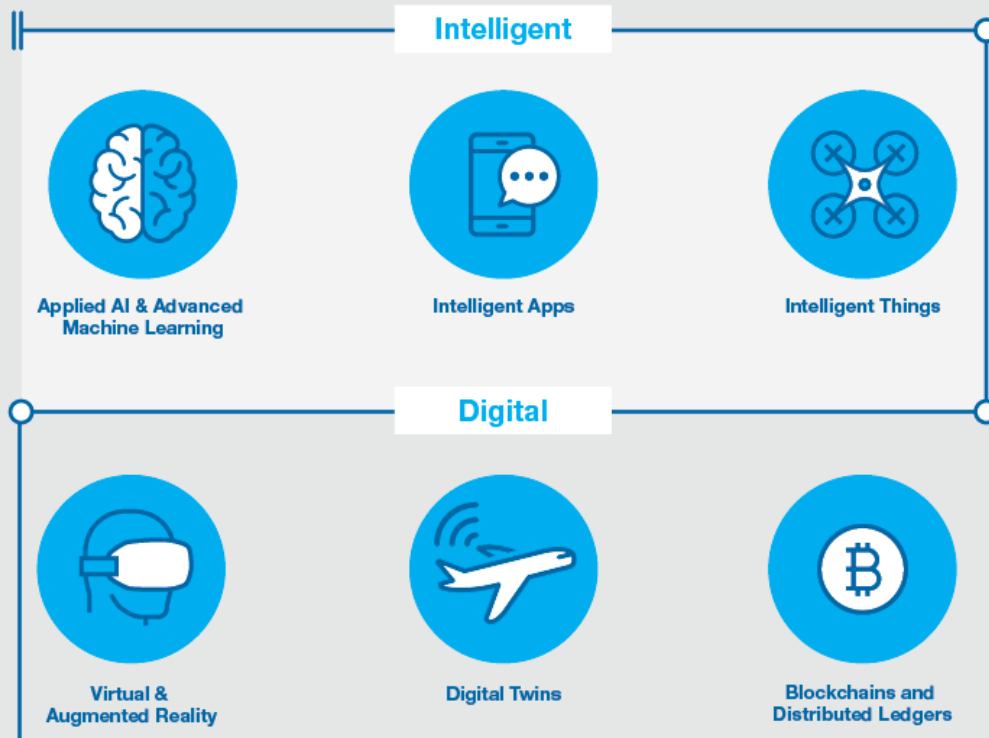 Intelligent
Applied AI & Advanced
Machine Learning
Intelligent Apps
Intelligent Things
Digital
Virtual &
Augmented Reality
Digital Twins
Blockchains and
Distributed Ledgers